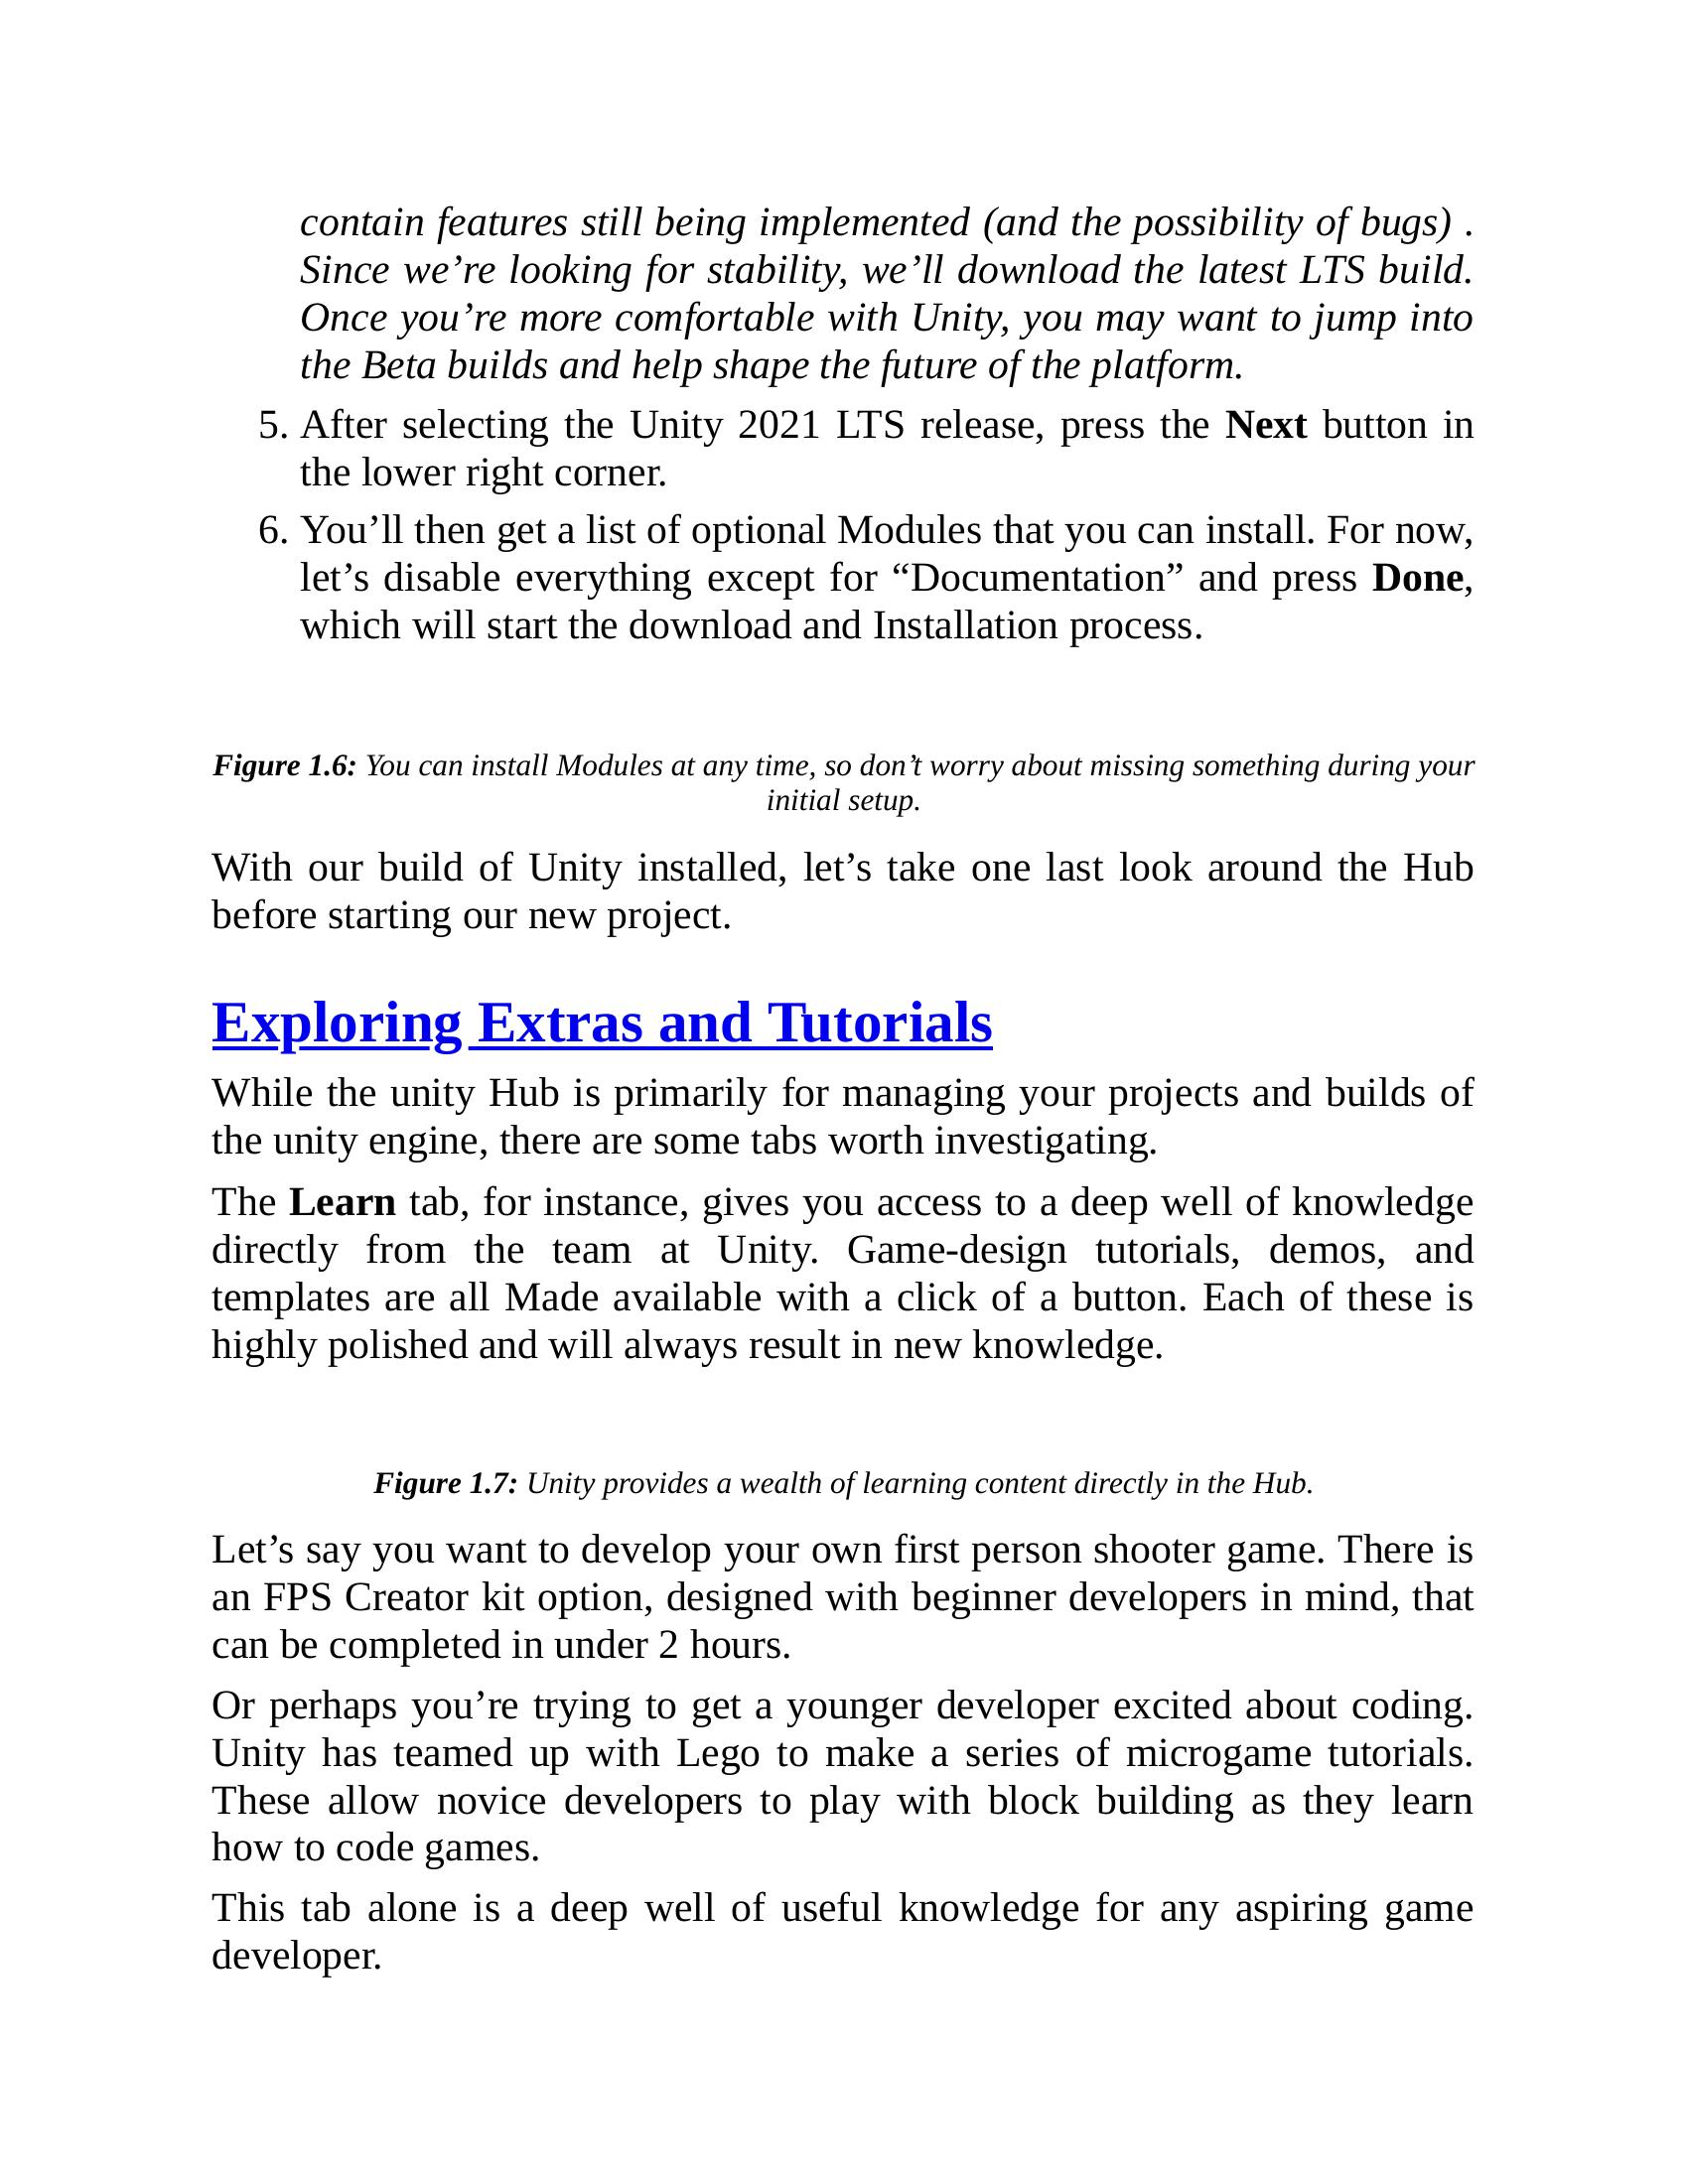 contain features still being implemented (and the possibility of bugs) .
Since we’re looking for stability, we’ll download the latest LTS build.
Once you’re more comfortable with Unity, you may want to jump into
the Beta builds and help shape the future of the platform.
5. After selecting the Unity 2021 LTS release, press the Next button in
the lower right corner.
6. You’ll then get a list of optional Modules that you can install. For now,
let’s disable everything except for “Documentation” and press Done,
which will start the download and Installation process.
Figure 1.6: You can install Modules at any time, so don’t worry about missing something during your
initial setup.
With our build of Unity installed, let’s take one last look around the Hub
before starting our new project.
Exploring Extras and Tutorials
While the unity Hub is primarily for managing your projects and builds of
the unity engine, there are some tabs worth investigating.
The Learn tab, for instance, gives you access to a deep well of knowledge
directly from the team at Unity. Game-design tutorials, demos, and
templates are all Made available with a click of a button. Each of these is
highly polished and will always result in new knowledge.
Figure 1.7: Unity provides a wealth of learning content directly in the Hub.
Let’s say you want to develop your own first person shooter game. There is
an FPS Creator kit option, designed with beginner developers in mind, that
can be completed in under 2 hours.
Or perhaps you’re trying to get a younger developer excited about coding.
Unity has teamed up with Lego to make a series of microgame tutorials.
These allow novice developers to play with block building as they learn
how to code games.
This tab alone is a deep well of useful knowledge for any aspiring game
developer.